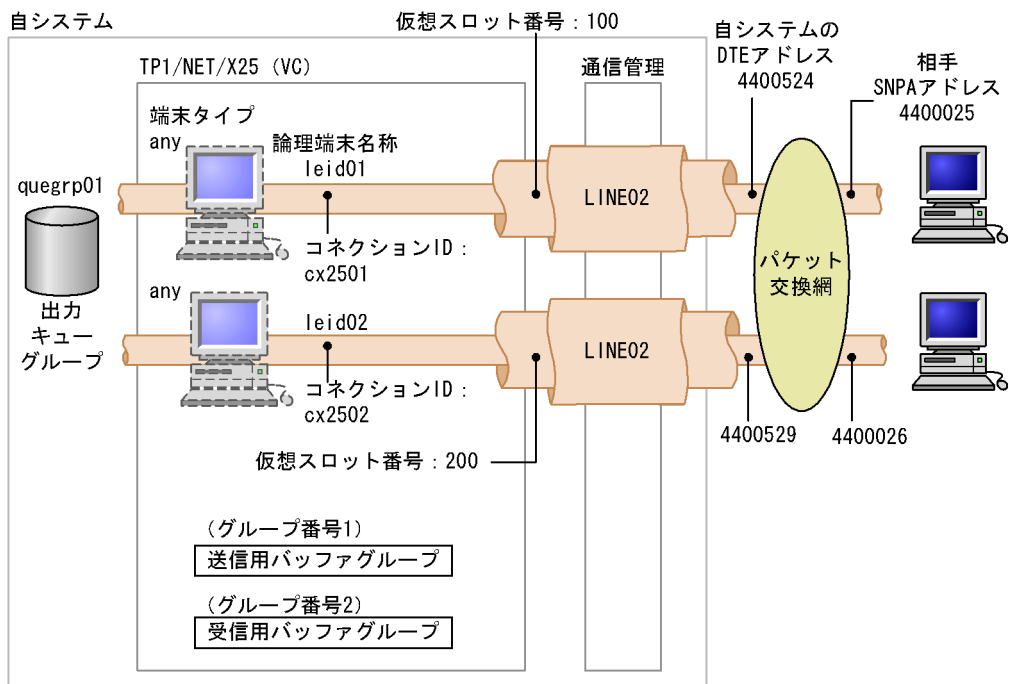 自システム
仮想スロット番号：100
自システムの
DTEアドレス
4400524
相手
SNPAアドレス
4400025
TP1/NET/X25（VC）
通信管理
端末タイプ
any
論理端末名称
leid01
quegrp01
LINE02
コネクションID：
cx2501
パケット
交換網
any
出力
キュー
グループ
leid02
LINE02
コネクションID：
cx2502
4400529
4400026
仮想スロット番号：200
（グループ番号1）
送信用バッファグループ
（グループ番号2）
受信用バッファグループ